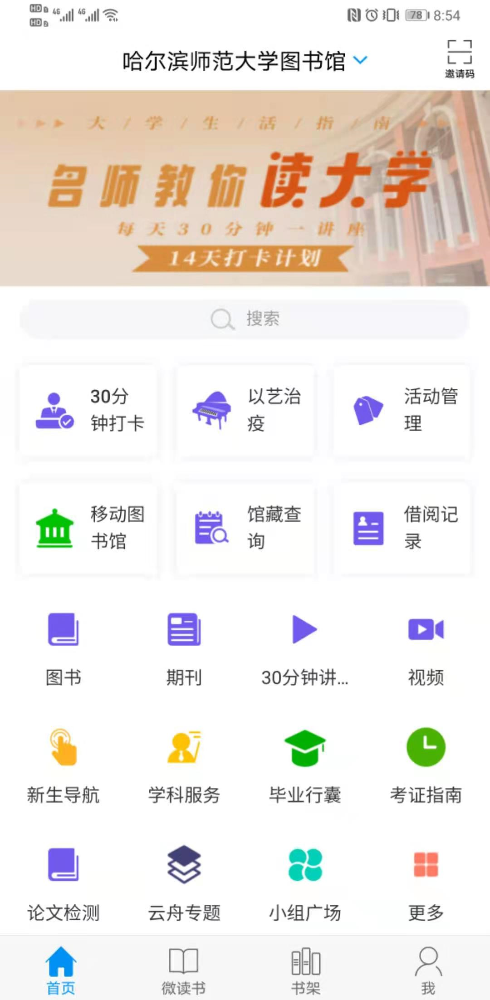 HD 1 4G 4G
HD 2
78 8:54
哈尔滨师范大学图书馆
邀请码
大/学/生/活/指/南
名师教你读大学
每天30分钟一讲座
14天打卡计划
搜索
30分
钟打卡
以艺治
疫
活动管
理
移动图
书馆
馆藏查
询
借阅记
录
图书
期刊
30分钟讲...
视频
新生导航
学科服务
毕业行囊
考证指南
论文检测
云舟专题
小组广场
更多
首页
微读书
书架
我